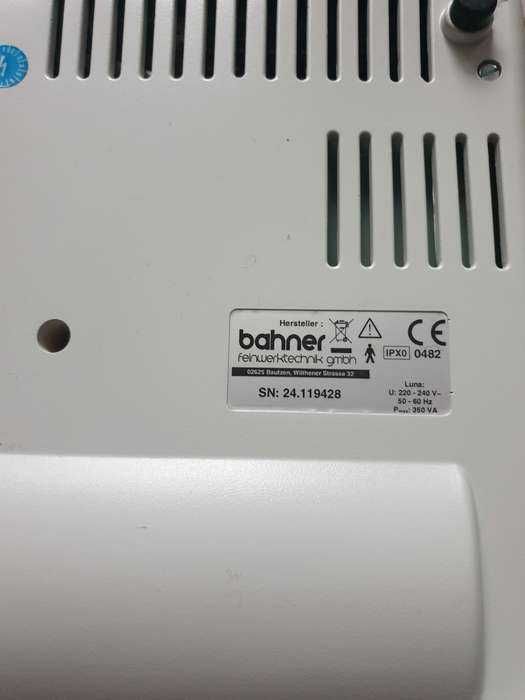 Hersteller :
bahner
feinwerktechnik gmbh
02625 Bautzen, Wilthener Strasse 32
SN: 24.119428
IPX0 0482
Luna:
U: 220 - 240 V~
50 - 60 Hz
Pmax: 350 VA